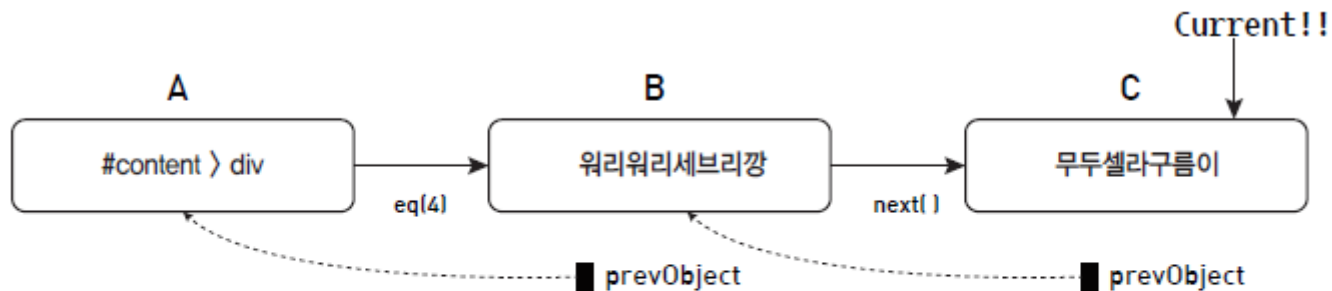 Current!!
A
B
C
#content > div
워리워리세브리깡
무두셀라구름이
eq(4)
next( )
prevObject
prevObject